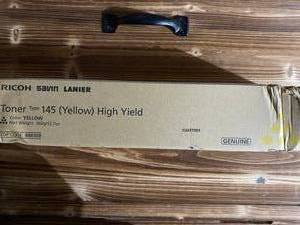 RICOH savin LANIER
Toner Type 145 (Yellow) High Yield
Color: YELLOW
GENUINE